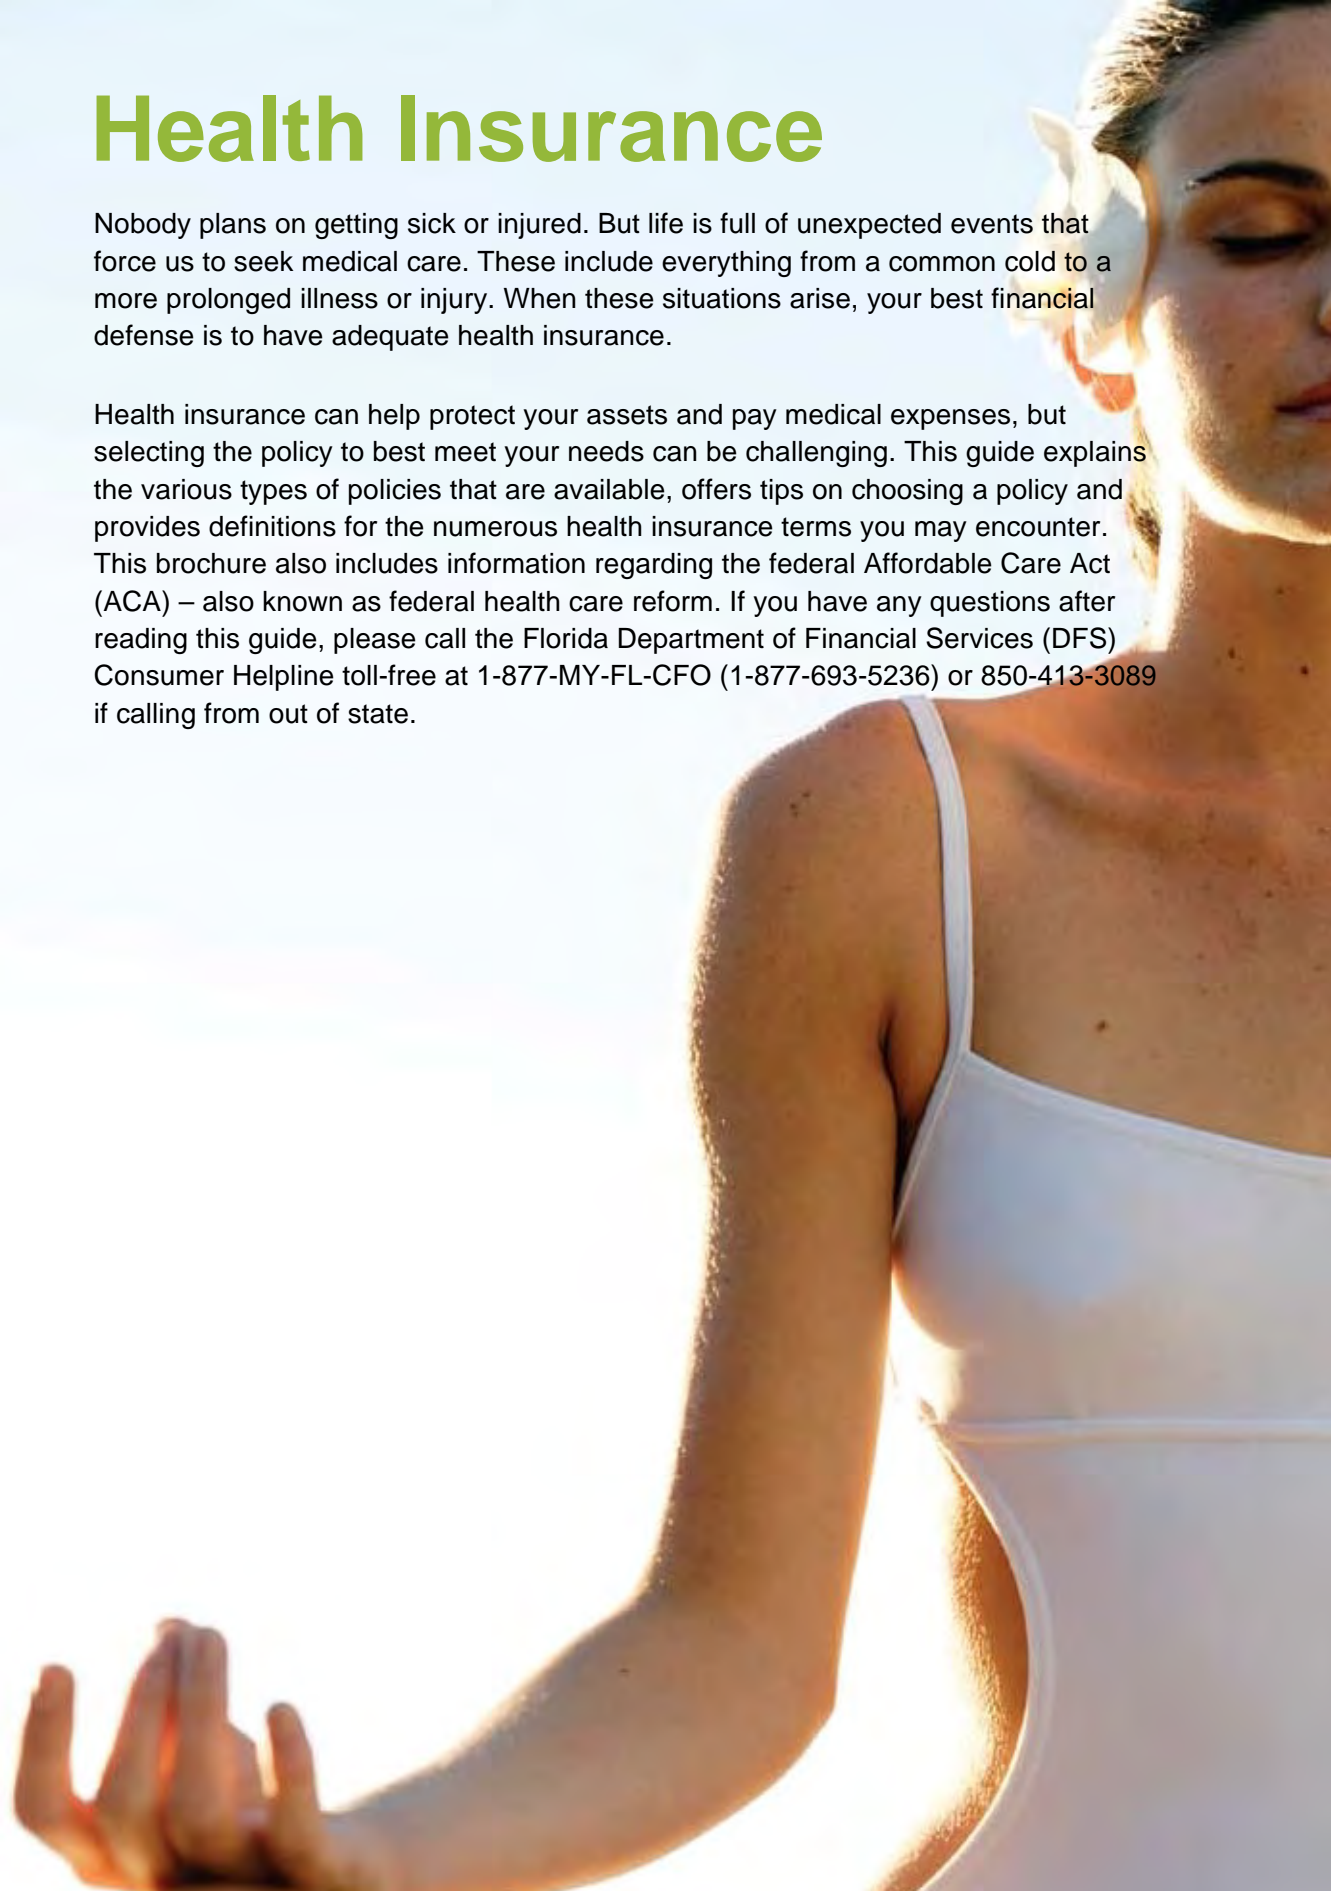 Health Insurance
Nobody plans on getting sick or injured. But life is full of unexpected events that
force us to seek medical care. These include everything from a common cold to a
more prolonged illness or injury. When these situations arise, your best financial
defense is to have adequate health insurance.
Health insurance can help protect your assets and pay medical expenses, but
selecting the policy to best meet your needs can be challenging. This guide explains
the various types of policies that are available, offers tips on choosing a policy and
provides definitions for the numerous health insurance terms you may encounter.
This brochure also includes information regarding the federal Affordable Care Act
(ACA) – also known as federal health care reform. If you have any questions after
reading this guide, please call the Florida Department of Financial Services (DFS)
Consumer Helpline toll-free at 1-877-MY-FL-CFO (1-877-693-5236) or 850-413-3089
if calling from out of state.